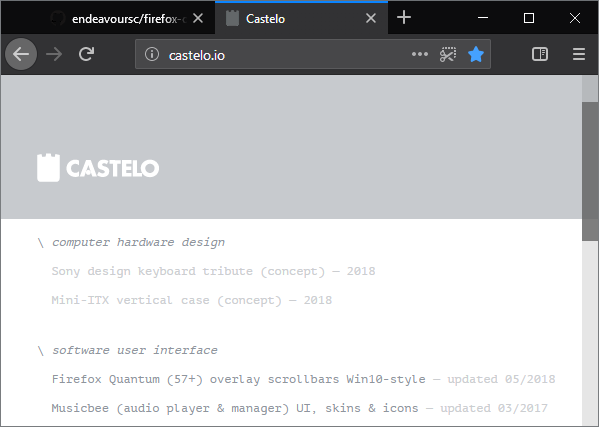 endeavoursc/firefox-c
Castelo
castelo.io
CASTELO
\ computer hardware design
Sony design keyboard tribute (concept) — 2018
Mini-ITX vertical case (concept) — 2018
\ software user interface
Firefox Quantum (57+) overlay scrollbars Win10-style — updated 05/2018
Musicbee (audio player & manager) UI, skins & icons — updated 03/2017